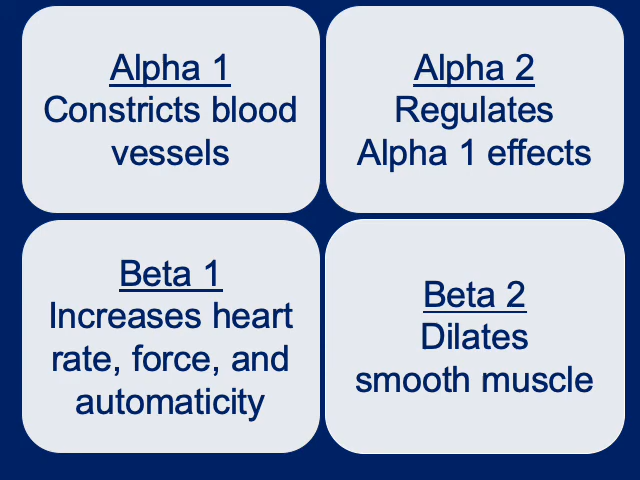 Alpha 1
Constricts blood
vessels
Alpha 2
Regulates
Alpha 1 effects
Beta 1
Increases heart
rate, force, and
automaticity
Beta 2
Dilates
smooth muscle